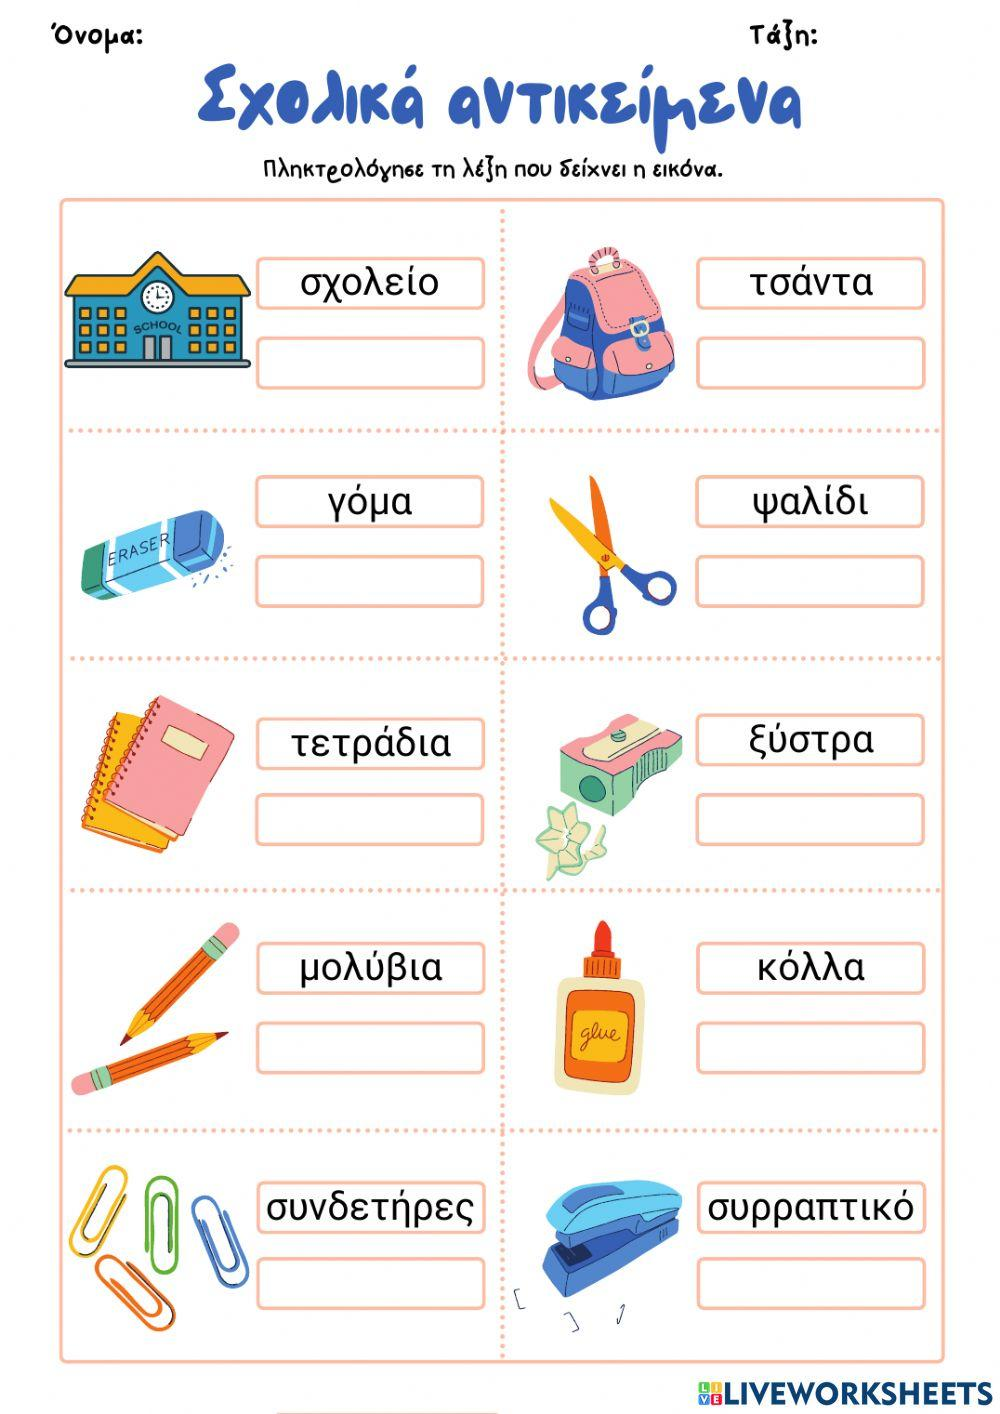 Όνομα:
Τάξη:
Σχολικά αντικείμενα
Πληκτρολόγησε τη λέξη που δείχνει η εικόνα.
SCHOOL
σχολείο
τσάντα
ERASER
γόμα
ψαλίδι
τετράδια
ξύστρα
μολύβια
glue
κόλλα
συνδετήρες
συρραπτικό
LIVE LIVEWORKSHEETS